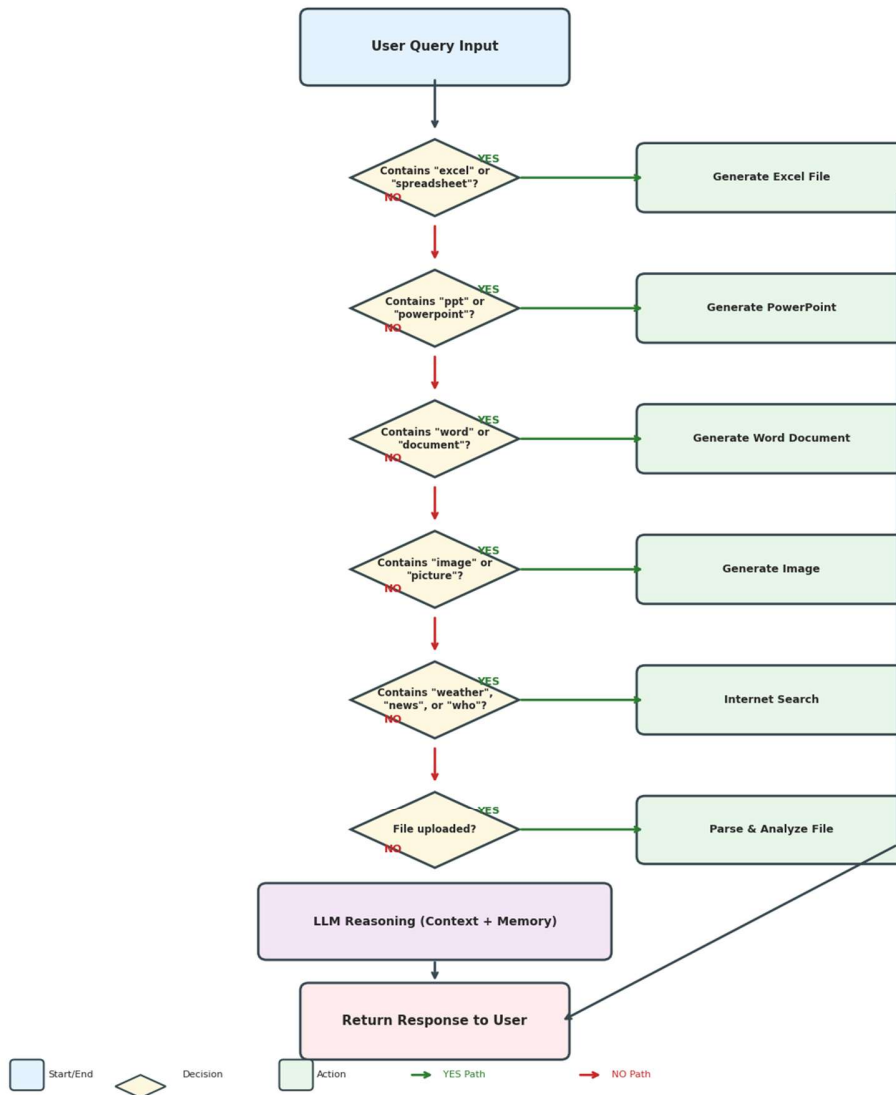 User Query Input
YES
Contains "excel" or
"spreadsheet"?
NO
Generate Excel File
YES
Contains "ppt" or
"powerpoint"?
NO
Generate PowerPoint
YES
Contains "word" or
"document"?
NO
Generate Word Document
YES
Contains "image" or
"picture"?
NO
Generate Image
YES
Contains "weather",
"news", or "who"?
NO
Internet Search
YES
File uploaded?
NO
Parse & Analyze File
LLM Reasoning (Context + Memory)
Return Response to User
Start/End
Decision
Action
YES Path
NO Path